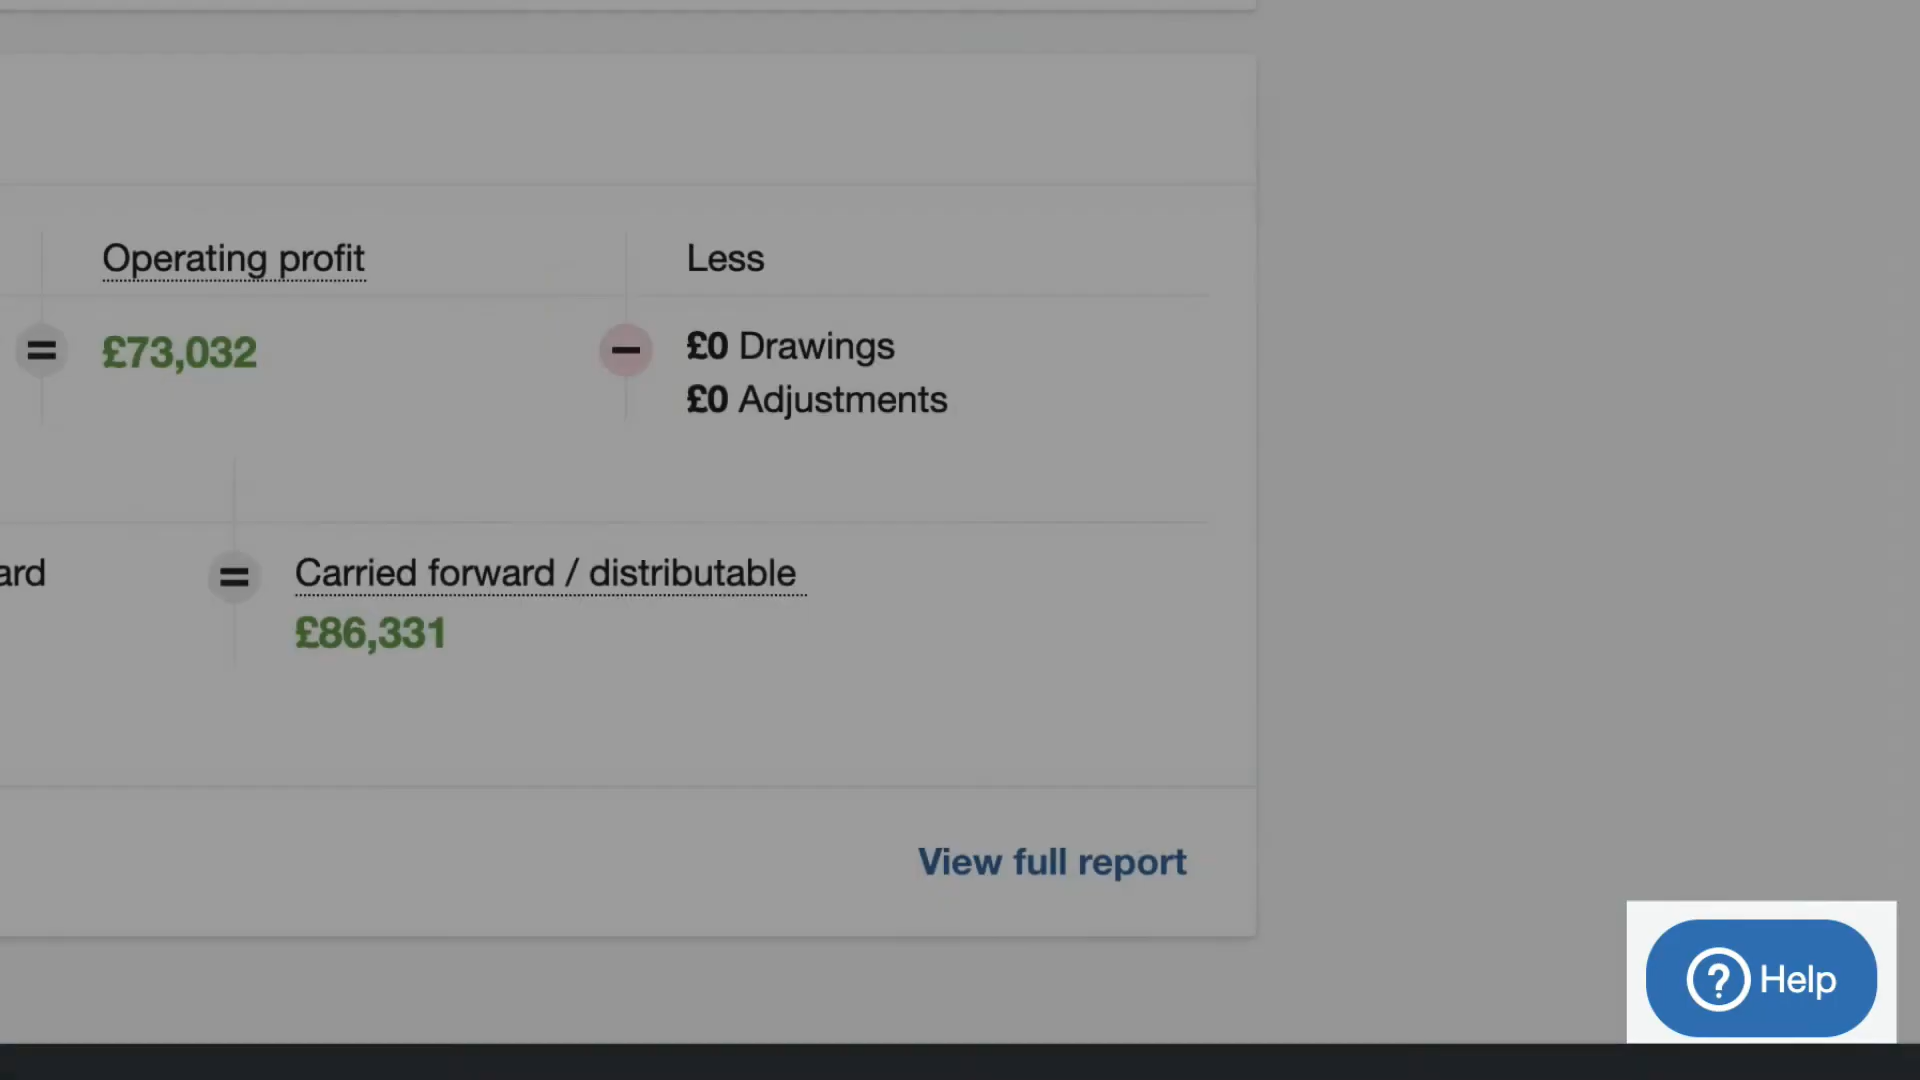 Operating profit
Less
= £73,032
− £0 Drawings
£0 Adjustments
ard
= Carried forward / distributable
£86,331
View full report
? Help